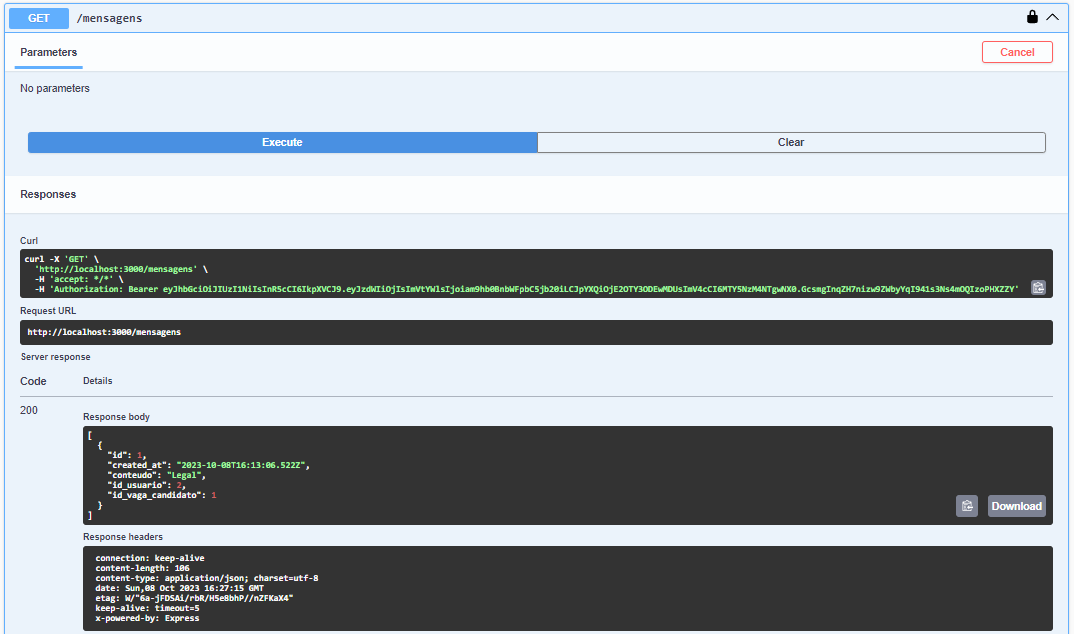 GET /mensagens
Parameters
Cancel
No parameters
Execute
Clear
Responses
Curl
curl -X 'GET' \
'http://localhost:3000/mensagens' \
-H 'accept: */*' \
-H 'Authorization: Bearer eyJhbGciOiJIUzI1NiIsInR5cCI6IkpXVCJ9.eyJzdWIiOjIsImVtYWlsIjoiam9hb0BnbWFpbC5jb20iLCJpYXQiOjE2OTY3ODEwMDUsImV4cCI6MTY5NzM4NTgwNX0.GcsmgInqZH7nizw9ZWbyYqI941s3Ns4mOQIzoPHXZZY'
Request URL
http://localhost:3000/mensagens
Server response
Code
Details
200
Response body
[
{
"id": 1,
"created_at": "2023-10-08T16:13:06.522Z",
"conteudo": "Legal",
"id_usuario": 2,
"id_vaga_candidato": 1
}
]
Download
Response headers
connection: keep-alive
content-length: 106
content-type: application/json; charset=utf-8
date: Sun,08 Oct 2023 16:27:15 GMT
etag: W/"6a-jFDSAi/rbR/H5e8bhP//nZFKaX4"
keep-alive: timeout=5
x-powered-by: Express